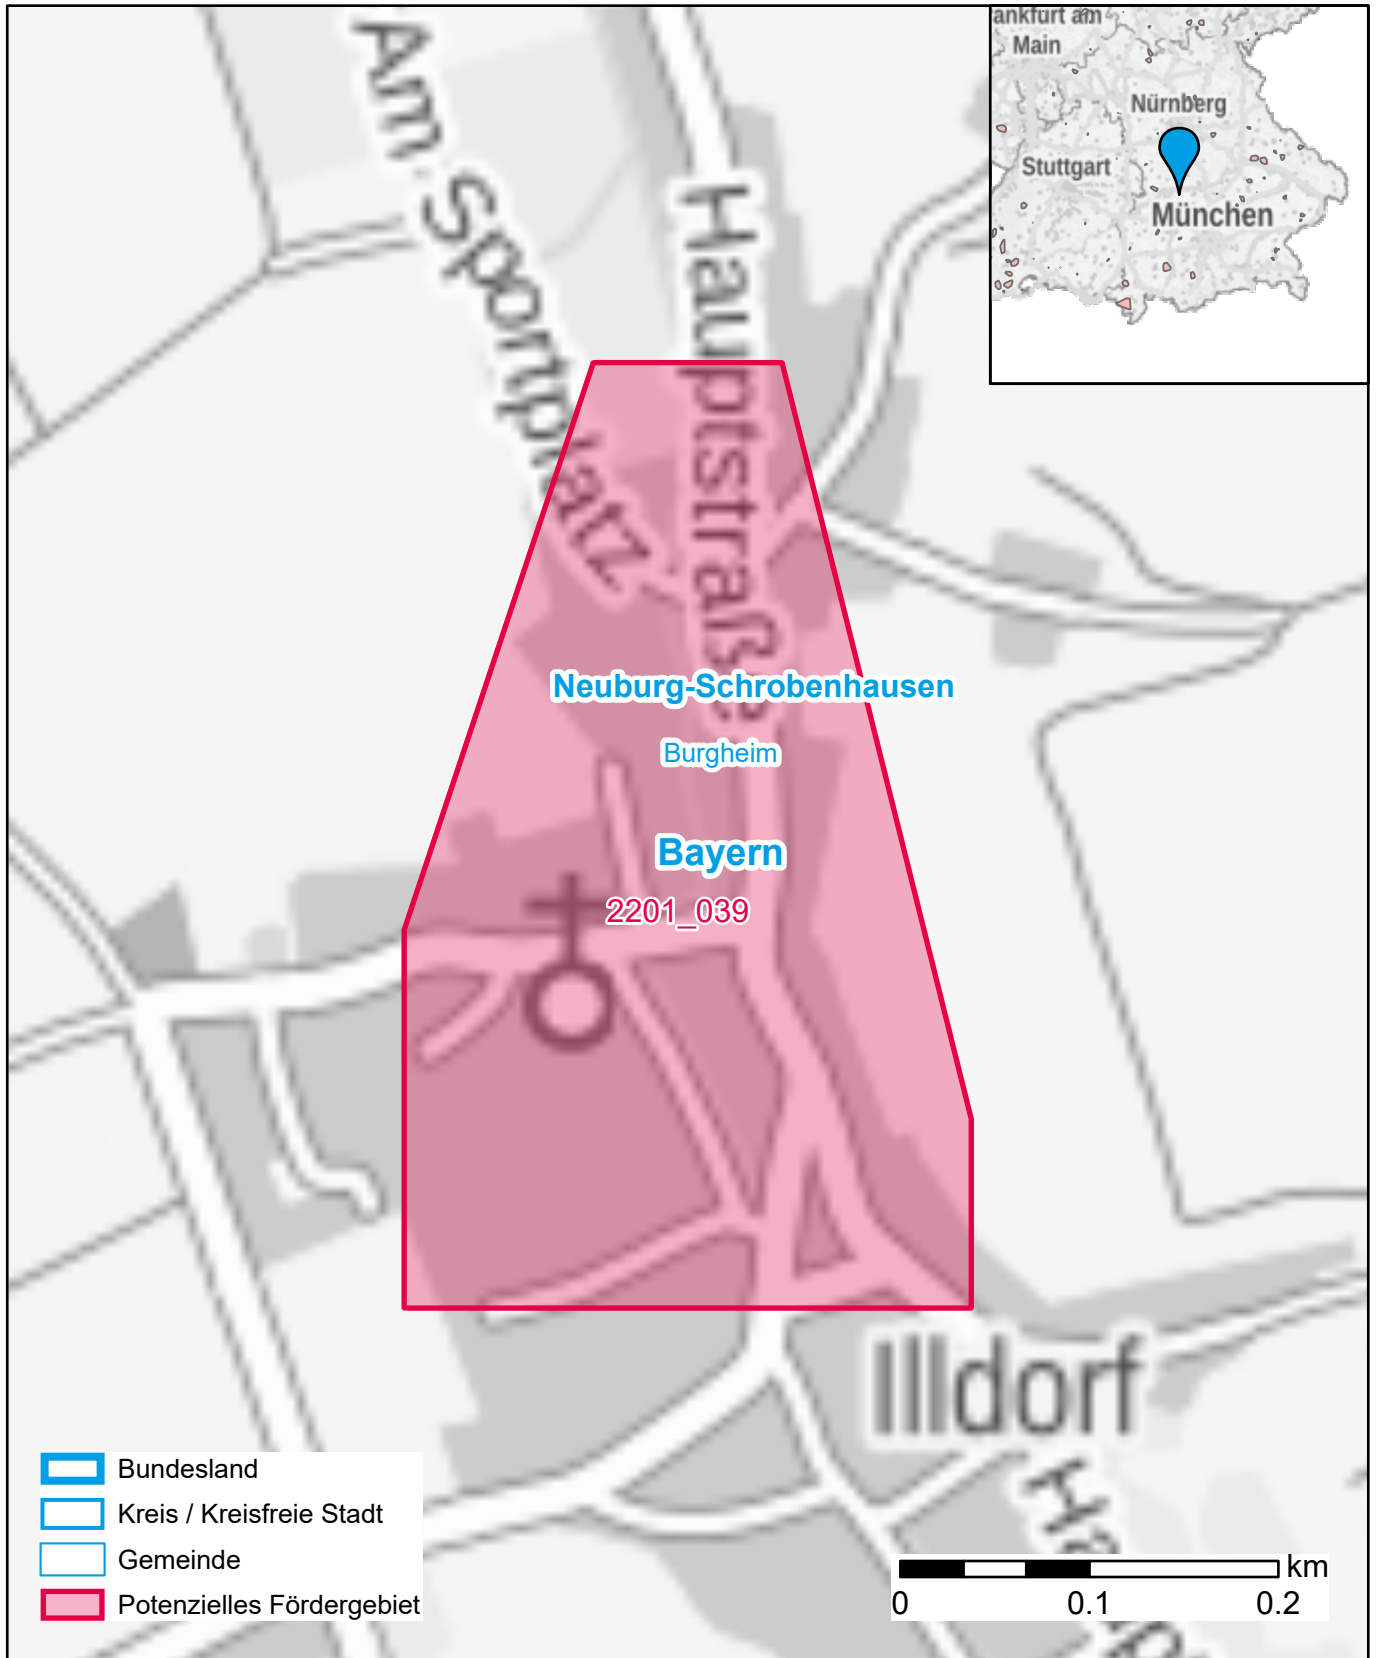 ankfurt am
Main
Nürnberg
Stuttgart
München
Am Sportplatz
Hauptstraße
Neuburg-Schrobenhausen
Burgheim
Bayern
2201_039
Illdorf
Bundesland
Kreis / Kreisfreie Stadt
Gemeinde
Potenzielles Fördergebiet
km
0 0.1 0.2